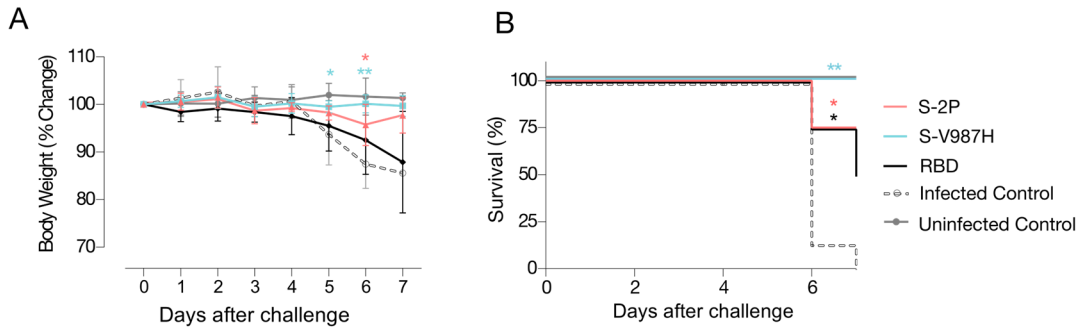 A
Body Weight (% Change)
110
100
90
80
70
*
*
**
0 1 2 3 4 5 6 7
Days after challenge
B
Survival (%)
100
75
50
25
0
**
*
*
0 2 4 6
Days after challenge
S-2P
S-V987H
RBD
Infected Control
Uninfected Control